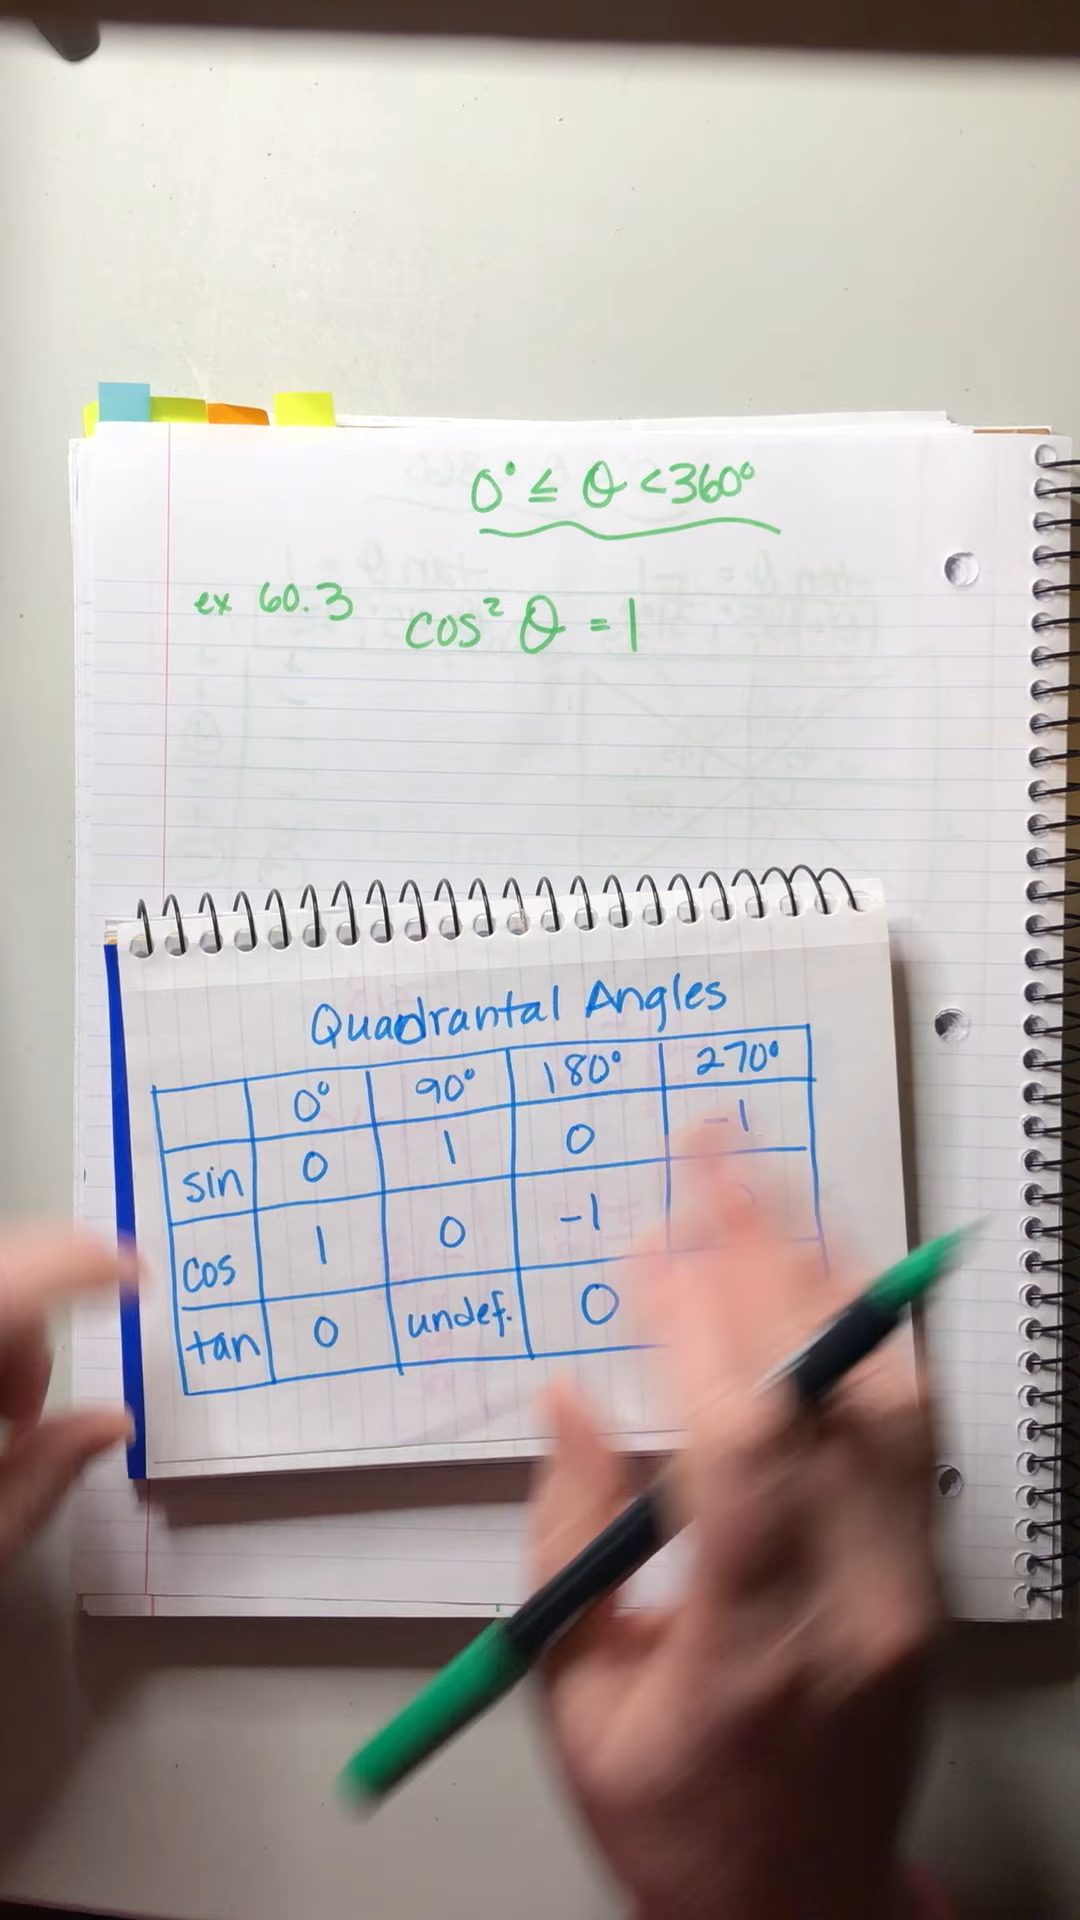 0° ≤ θ < 360°
ex 60.3 cos² θ = 1
Quadrantal Angles
0° 90° 180° 270°
sin 0 1 0 -1
cos 1 0 -1
tan 0 undef. 0